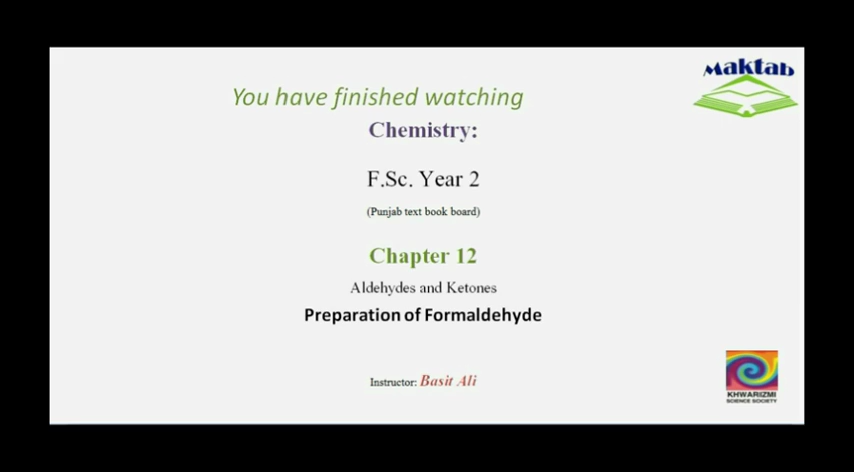 Maktab
You have finished watching
Chemistry:
F.Sc. Year 2
(Punjab text book board)
Chapter 12
Aldehydes and Ketones
Preparation of Formaldehyde
Instructor: Basit Ali
KHWARIZMI
SCIENCE SOCIETY